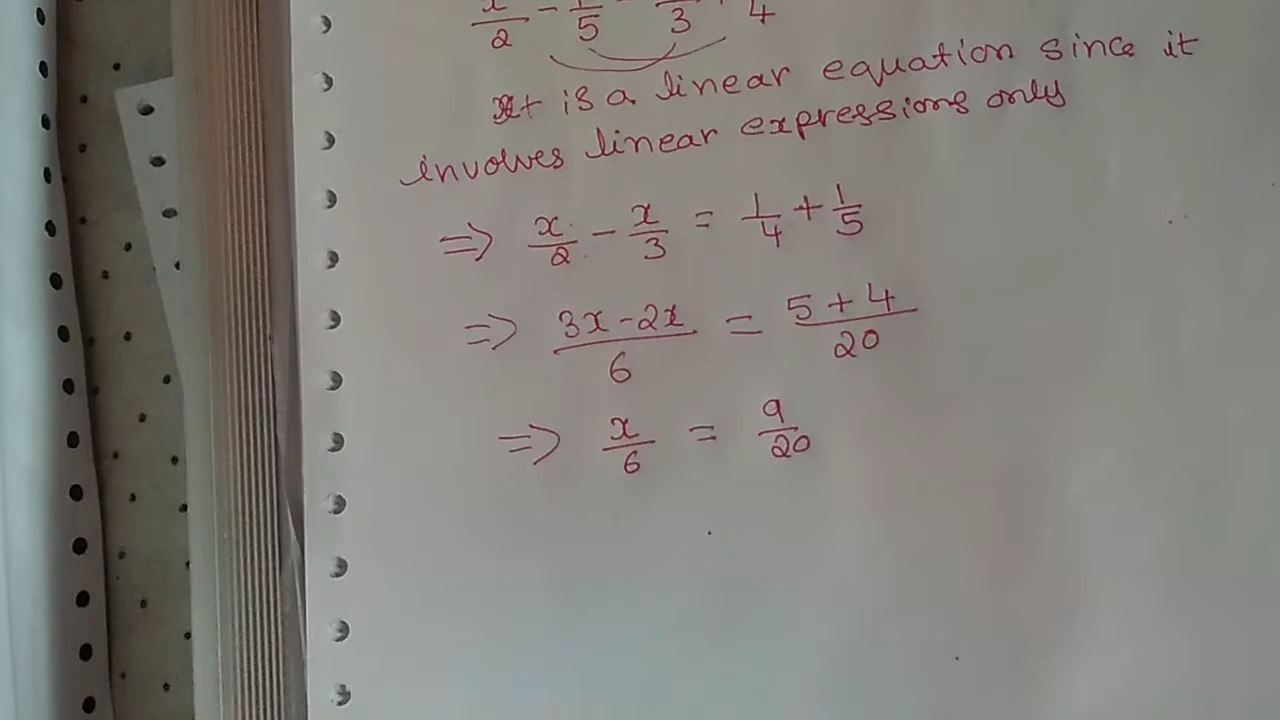 x/2 - 1/5 = x/3 + 1/4
It is a linear equation since it
involves linear expressions only
=> x/2 - x/3 = 1/4 + 1/5
=> 3x-2x/6 = 5+4/20
=> x/6 = 9/20